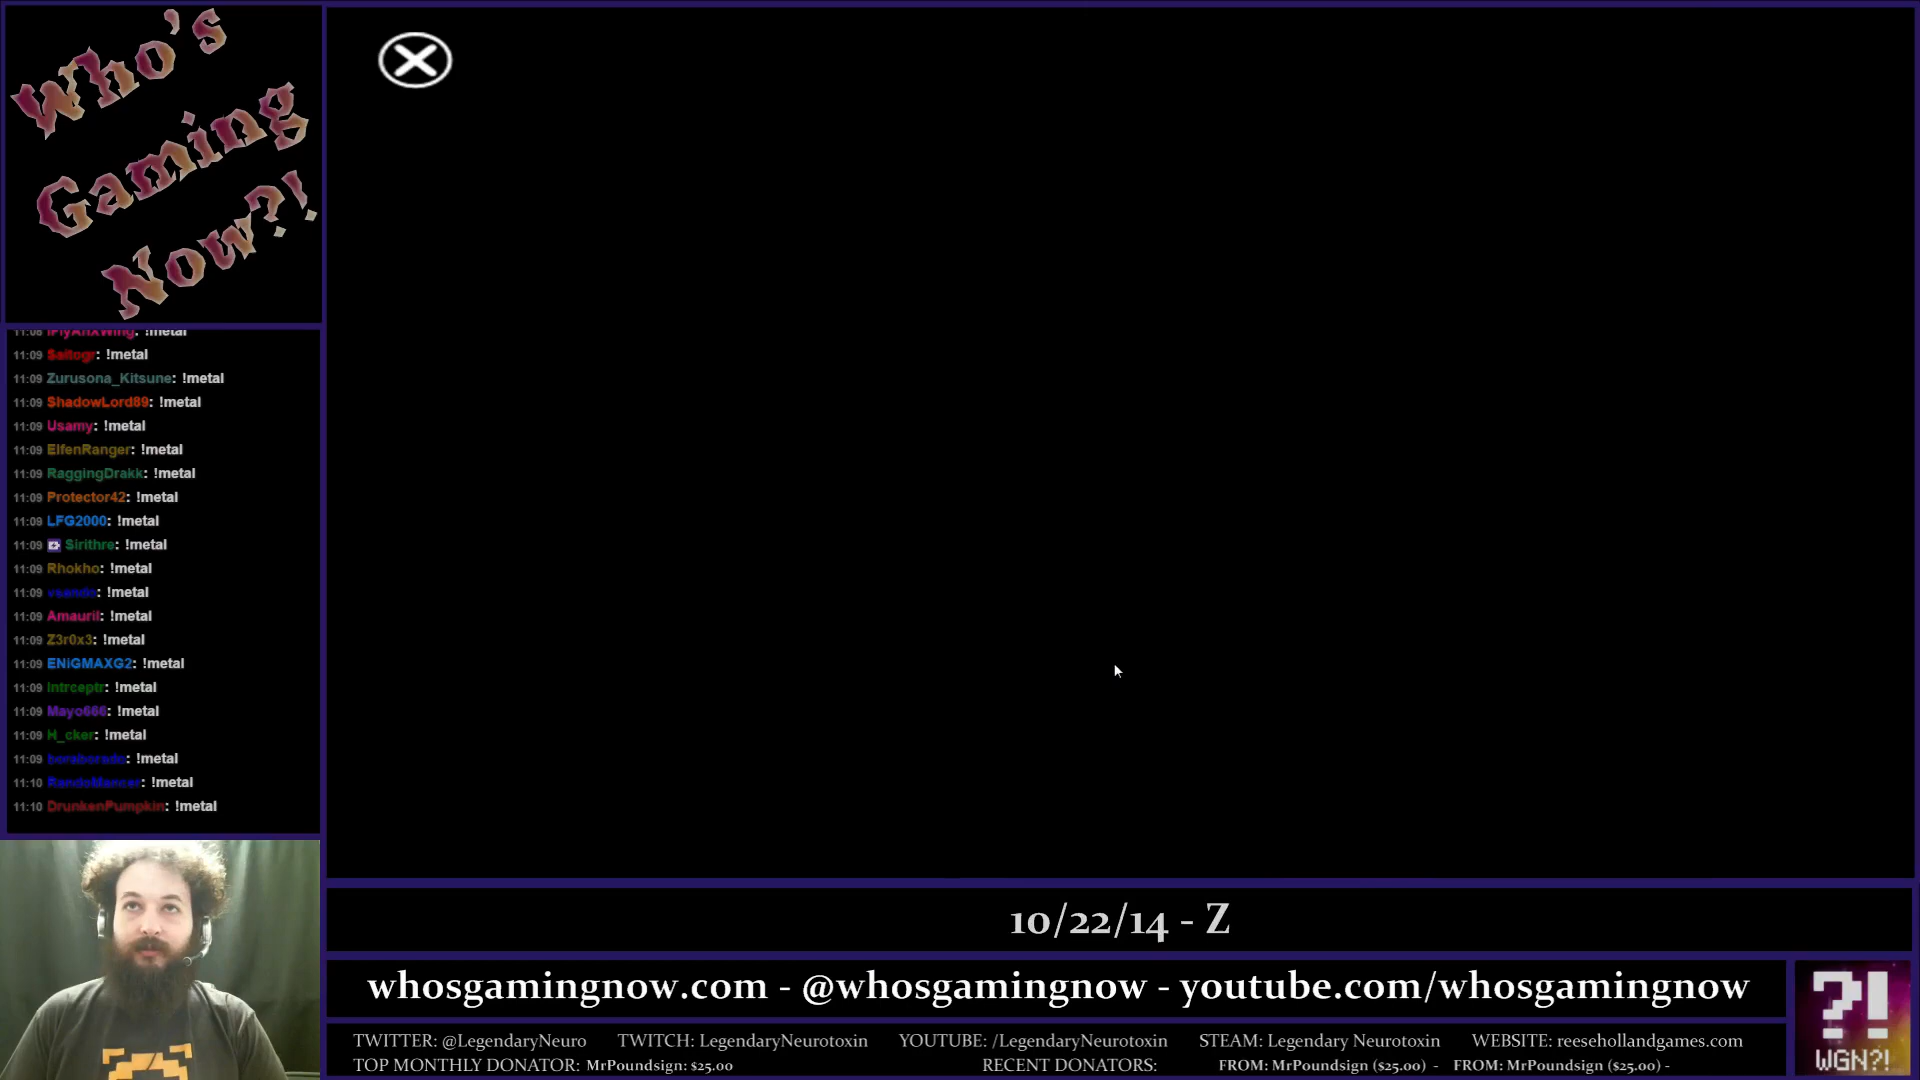 Who's
Gaming
Now?!
!metal
11:09 Saitogr: !metal
11:09 Zurusona_Kitsune: !metal
11:09 ShadowLord89: !metal
11:09 Usamy: !metal
11:09 ElfenRanger: !metal
11:09 RaggingDrakk: !metal
11:09 Protector42: !metal
11:09 LFG2000: !metal
11:09 Sirithre: !metal
11:09 Rhokho: !metal
11:09 : !metal
11:09 Amauril: !metal
11:09 Z3r0x3: !metal
11:09 ENiGMAXG2: !metal
11:09 Intrceptr: !metal
11:09 Mayo666: !metal
11:09 H_cker: !metal
11:09 : !metal
11:10 : !metal
11:10 DrunkenPumpkin: !metal
10/22/14 - Z
whosgamingnow.com - @whosgamingnow - youtube.com/whosgamingnow
TWITTER: @LegendaryNeuro TWITCH: LegendaryNeurotoxin YOUTUBE: /LegendaryNeurotoxin STEAM: Legendary Neurotoxin WEBSITE: reesehollandgames.com
TOP MONTHLY DONATOR: MrPoundsign: $25.00 RECENT DONATORS: FROM: MrPoundsign ($25.00) - FROM: MrPoundsign ($25.00) -
?!
WGN?!